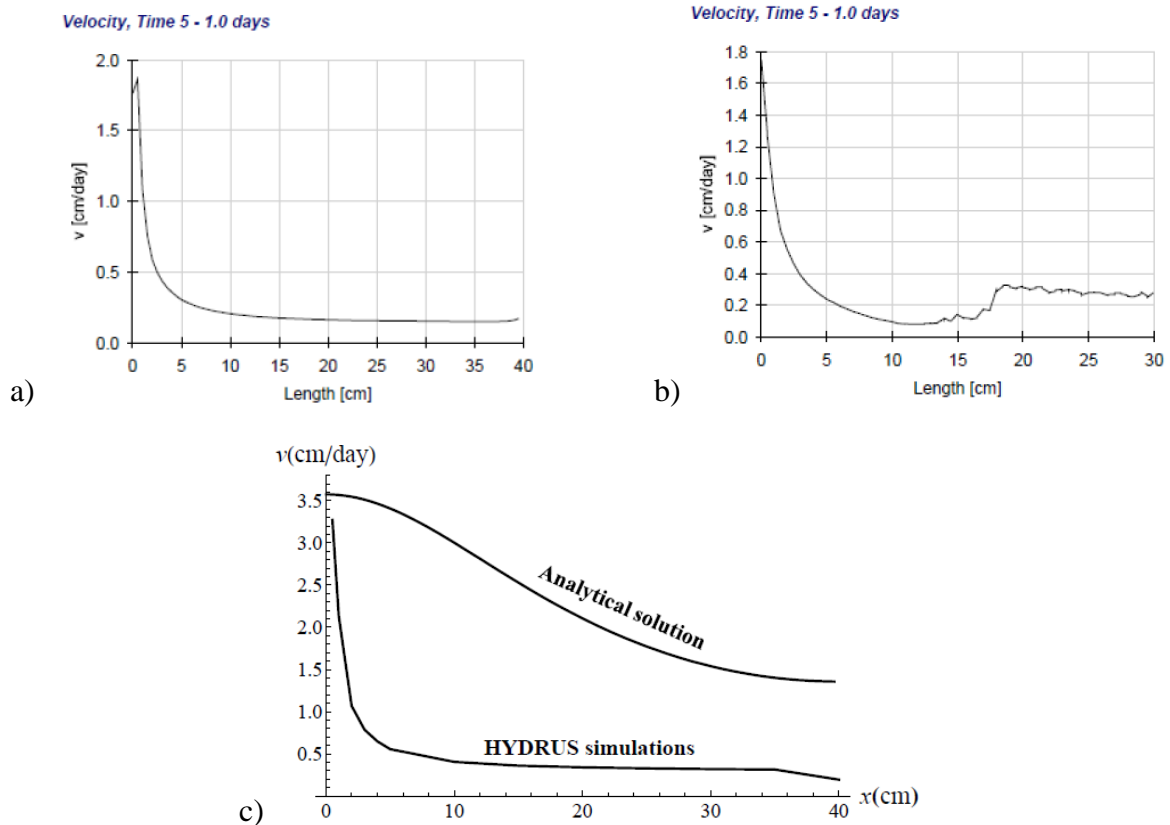 Velocity, Time 5 - 1.0 days
2.0
1.5
1.0
0.5
0.0
v [cm/day]
0 5 10 15 20 25 30 35 40
Length [cm]
a)
Velocity, Time 5 - 1.0 days
1.8
1.6
1.4
1.2
1.0
0.8
0.6
0.4
0.2
0.0
v [cm/day]
0 5 10 15 20 25 30
Length [cm]
b)
v(cm/day)
3.5
3.0
2.5
2.0
1.5
1.0
0.5
Analytical solution
HYDRUS simulations
0 10 20 30 40 x(cm)
c)